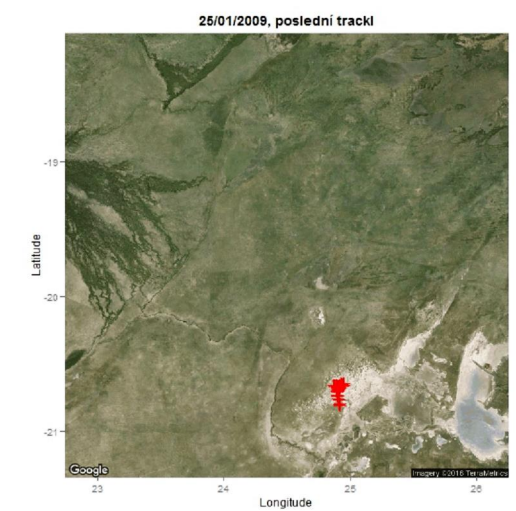 25/01/2009, poslední trackl
-19
-20
-21
Latitude
Google
Imagery ©2016 TerraMetrics
23
24
25
26
Longitude